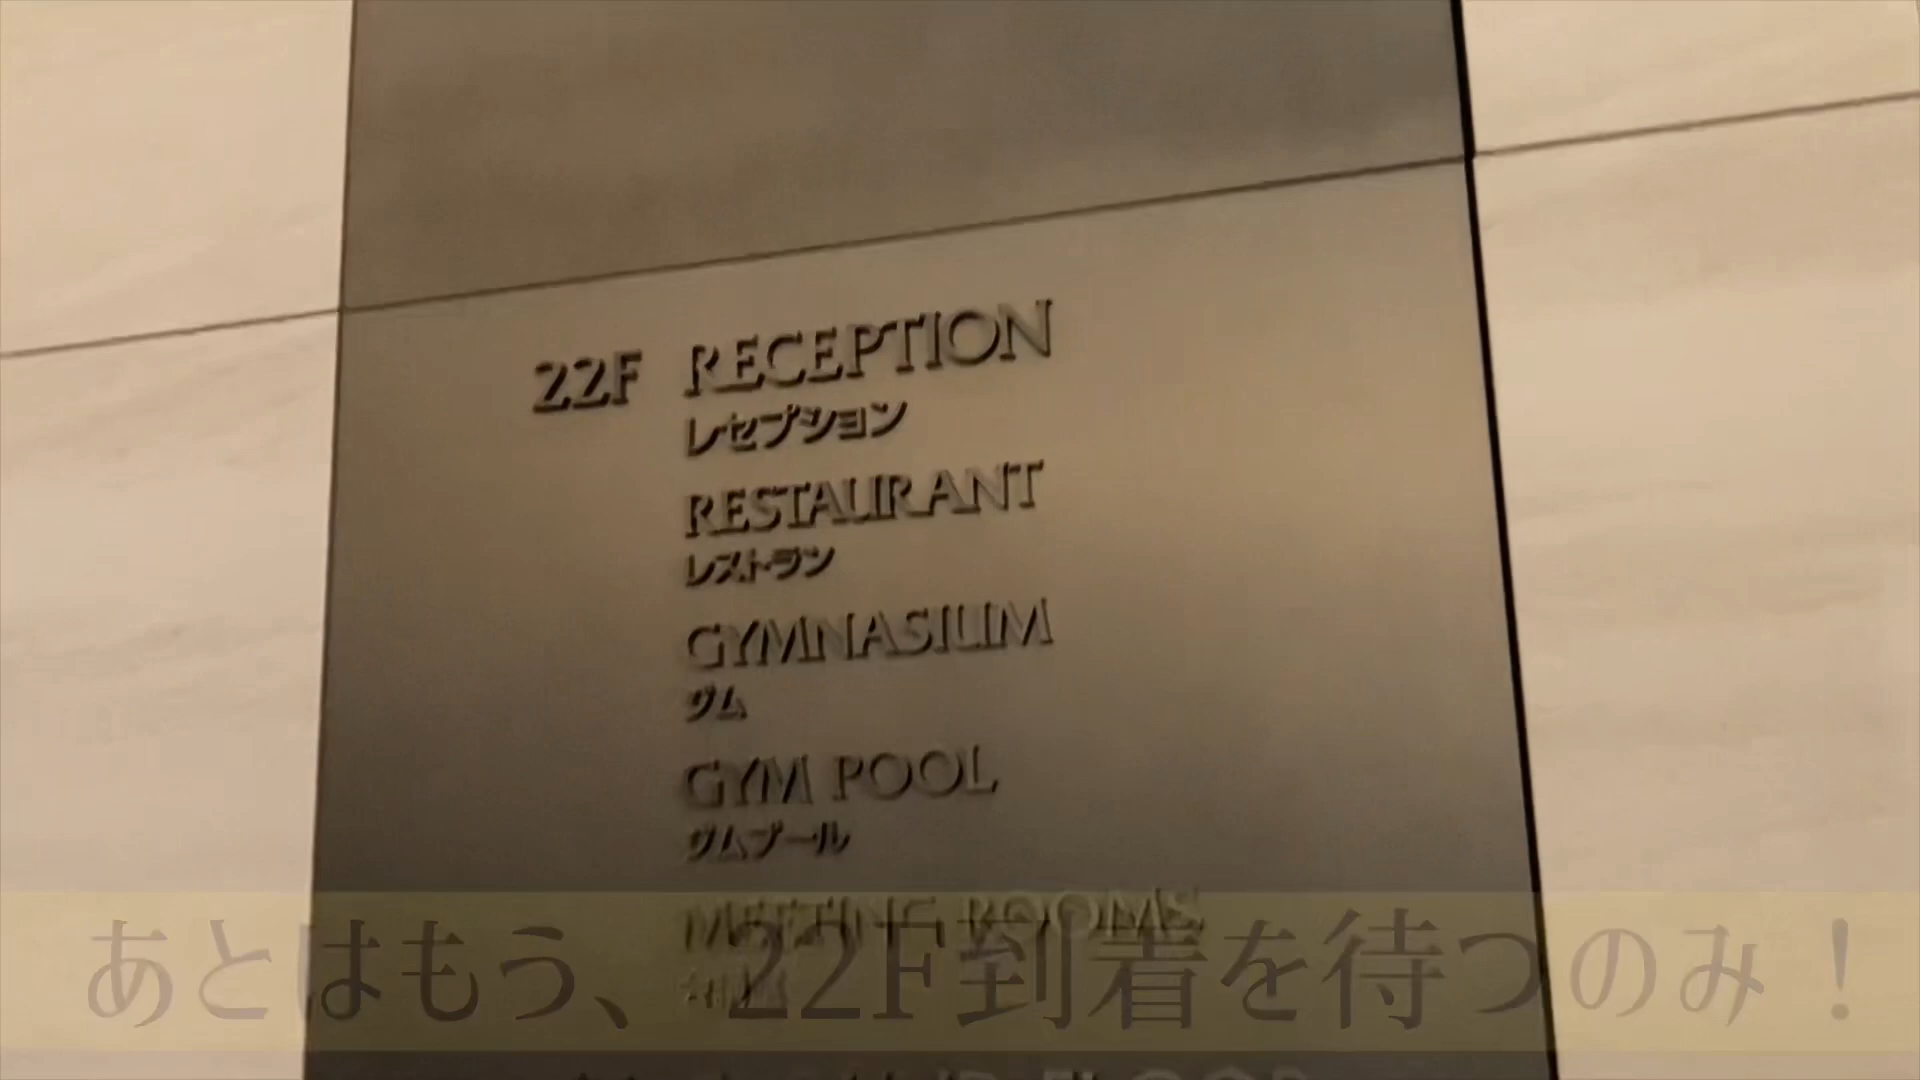 22F RECEPTION
レセプション
RESTAURANT
レストラン
GYMNASIUM
ジム
GYM POOL
ジムプール
MEETING ROOMS
あとはもう、22F到着を待つのみ！